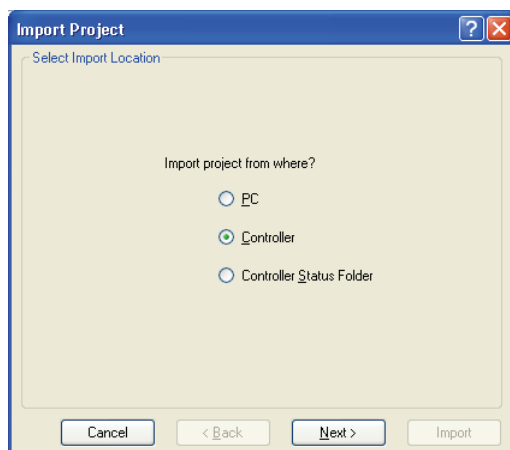 Import Project
Select Import Location
Import project from where?
PC
Controller
Controller Status Folder
Cancel
< Back
Next >
Import